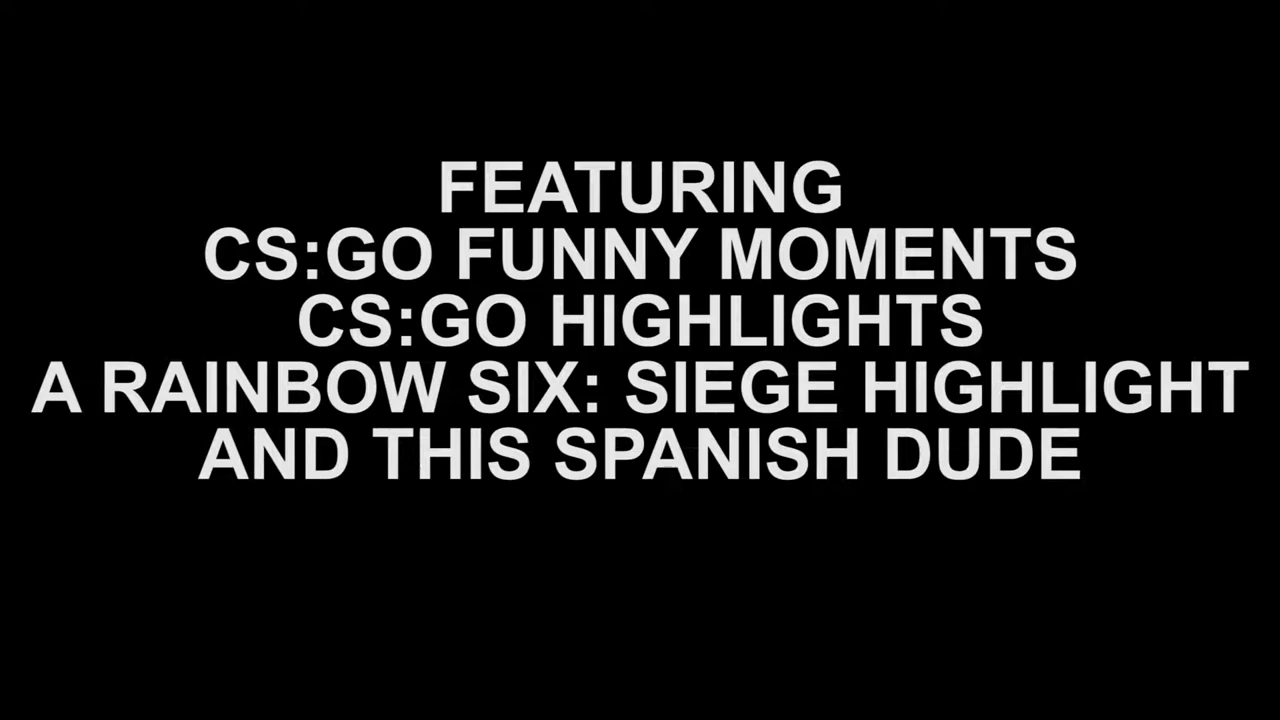 FEATURING
CS:GO FUNNY MOMENTS
CS:GO HIGHLIGHTS
A RAINBOW SIX: SIEGE HIGHLIGHT
AND THIS SPANISH DUDE